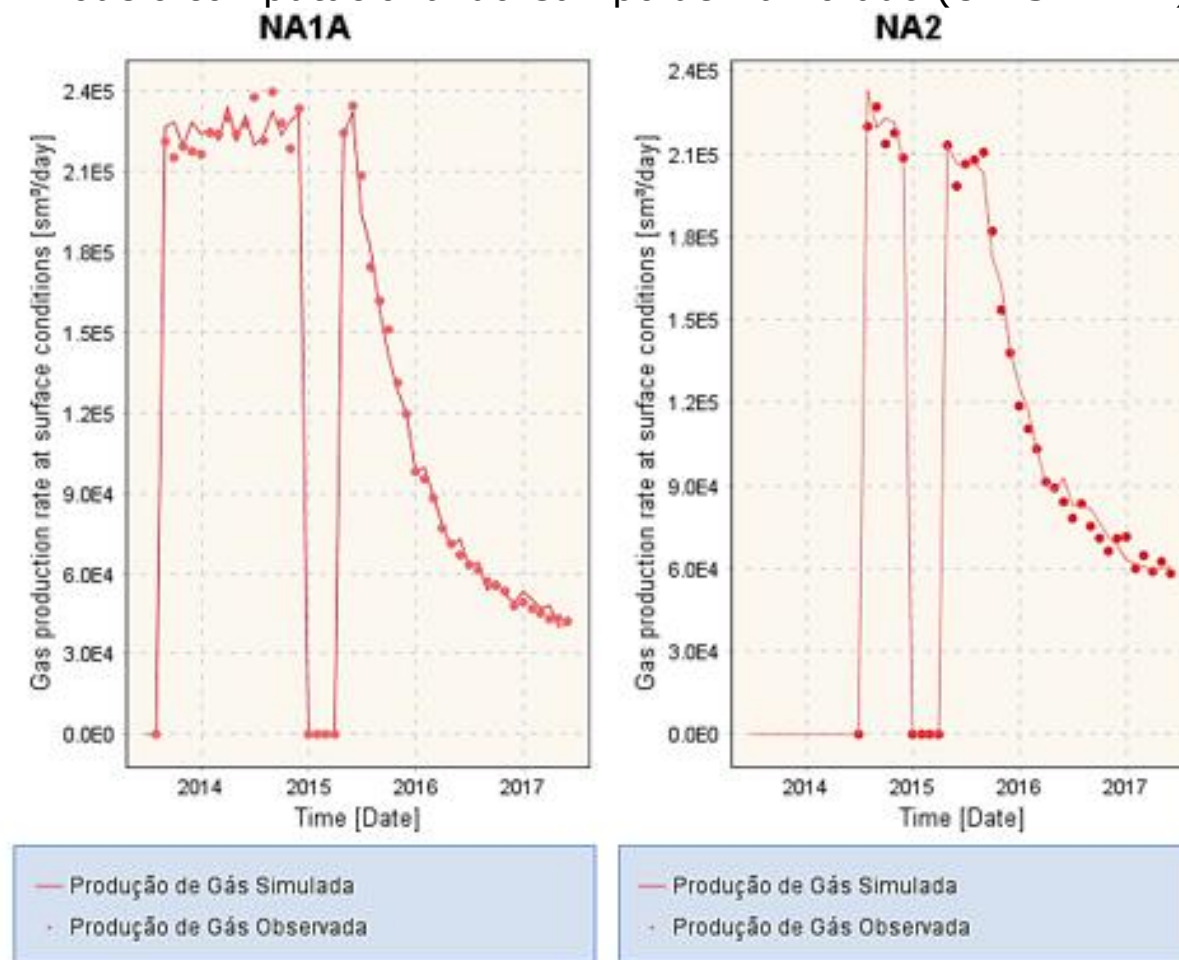 NA1A
NA2
Gas production rate at surface conditions [sm³/day]
2.4E5
2.1E5
1.8E5
1.5E5
1.2E5
9.0E4
6.0E4
3.0E4
0.0E0
2014
2015
2016
2017
Time [Date]
Gas production rate at surface conditions [sm³/day]
2.4E5
2.1E5
1.8E5
1.5E5
1.2E5
9.0E4
6.0E4
3.0E4
0.0E0
2014
2015
2016
2017
Time [Date]
Produção de Gás Simulada
Produção de Gás Observada
Produção de Gás Simulada
Produção de Gás Observada